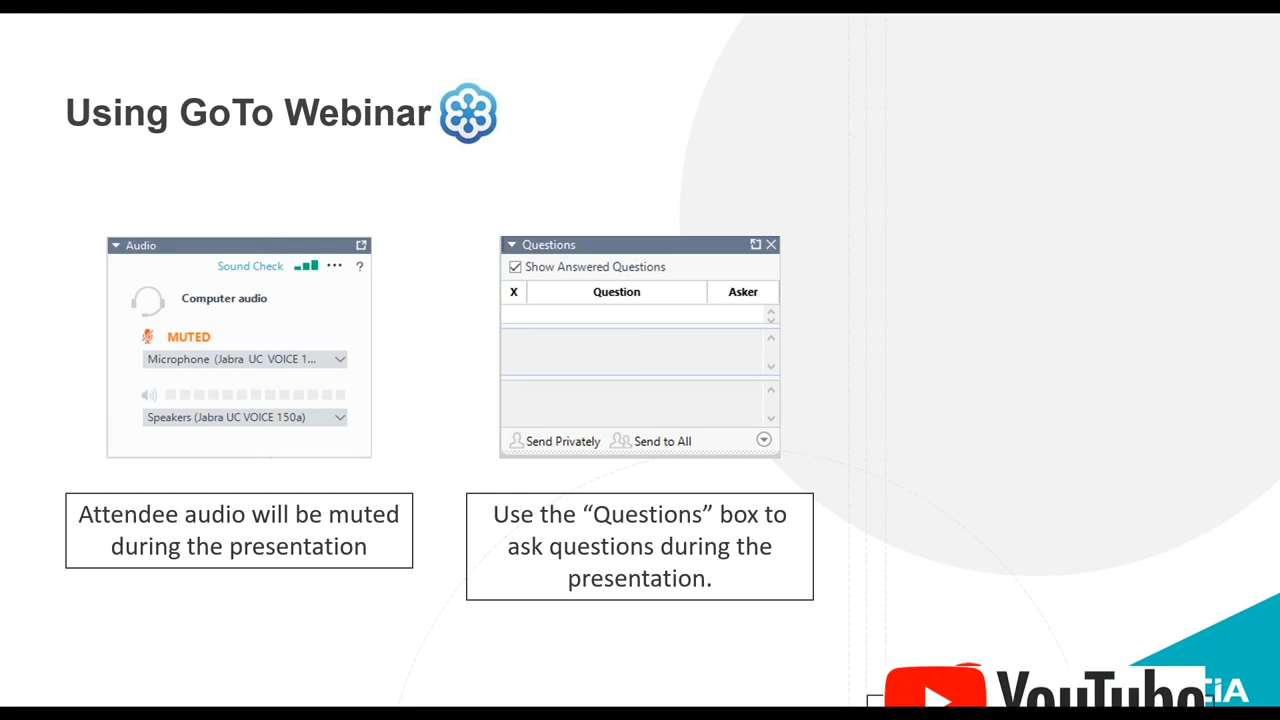 Using GoTo Webinar
Audio
Sound Check ... ?
Computer audio
MUTED
Microphone (Jabra UC VOICE 1...
Speakers (Jabra UC VOICE 150a)
Attendee audio will be muted
during the presentation
Questions
Show Answered Questions
X Question Asker
Send Privately Send to All
Use the “Questions” box to
ask questions during the
presentation.
YouTube